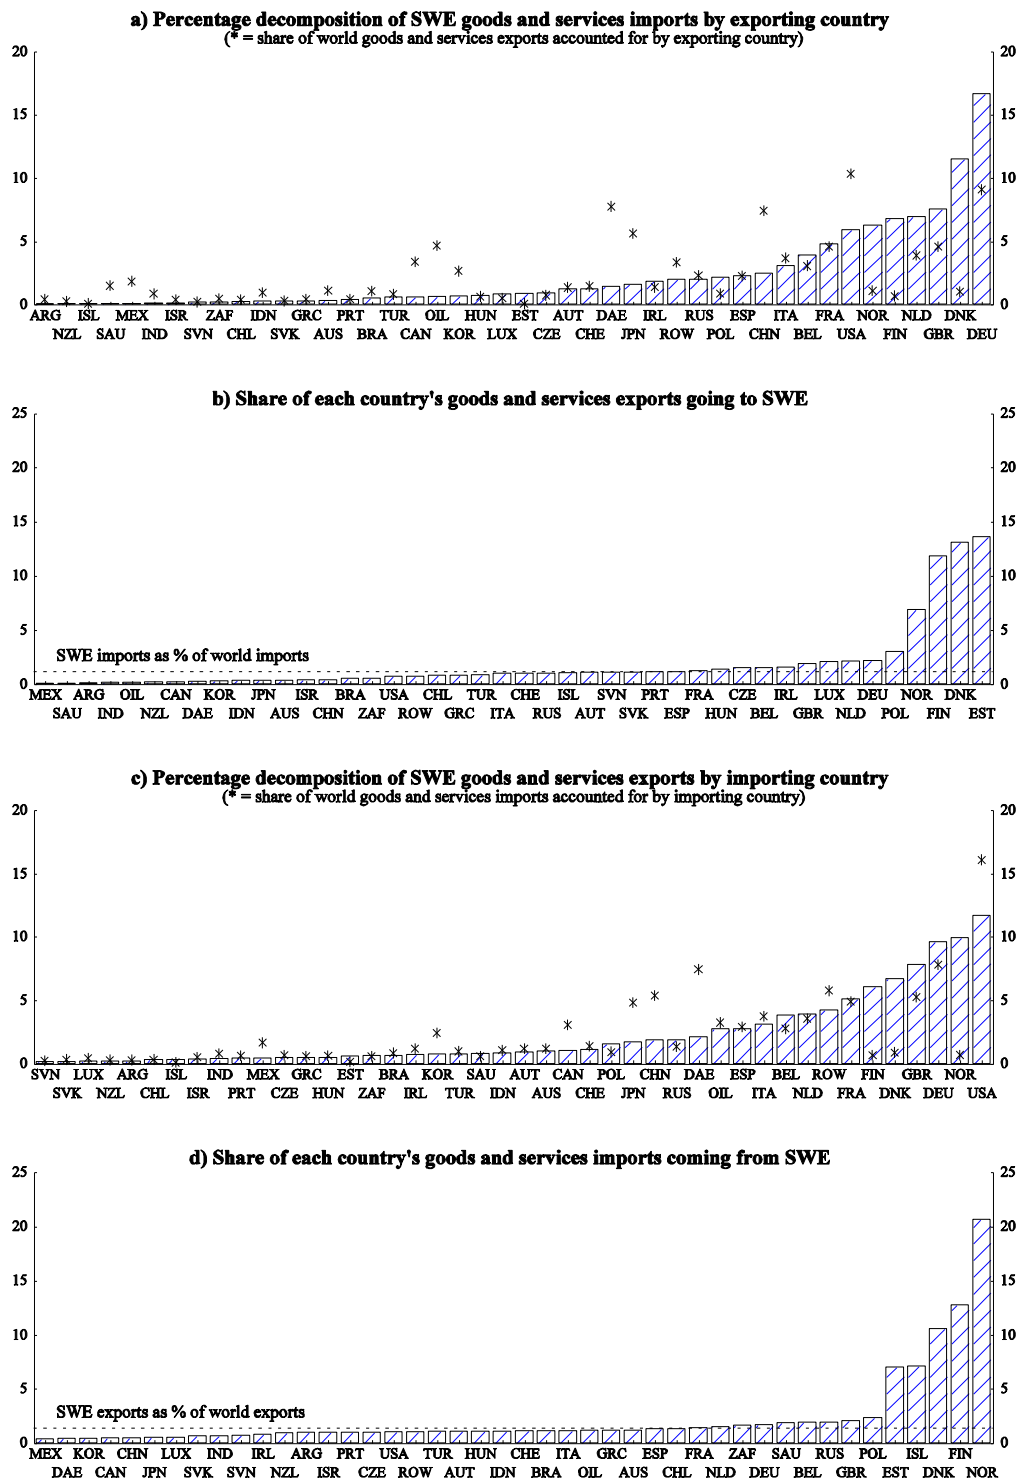 a) Percentage decomposition of SWE goods and services imports by exporting country
(* = share of world goods and services exports accounted for by exporting country)
20 20
15 15
10 10
5 5
0 0
ARG ISL MEX ISR ZAF IDN GRC PRT TUR OIL HUN EST AUT DAE IRL RUS ESP ITA FRA NOR NLD DNK
NZL SAU IND SVN CHL SVK AUS BRA CAN KOR LUX CZE CHE JPN ROW POL CHN BEL USA FIN GBR DEU
b) Share of each country's goods and services exports going to SWE
25 25
20 20
15 15
10 10
5 5
SWE imports as % of world imports
0 0
MEX ARG OIL CAN KOR JPN ISR BRA USA CHL TUR CHE ISL SVN PRT FRA CZE IRL LUX DEU NOR DNK
SAU IND NZL DAE IDN AUS CHN ZAF ROW GRC ITA RUS AUT SVK ESP HUN BEL GBR NLD POL FIN EST
c) Percentage decomposition of SWE goods and services exports by importing country
(* = share of world goods and services imports accounted for by importing country)
20 20
15 15
10 10
5 5
0 0
SVN LUX ARG ISL IND MEX GRC EST BRA KOR SAU AUT CAN POL CHN DAE ESP BEL ROW FIN GBR NOR
SVK NZL CHL ISR PRT CZE HUN ZAF IRL TUR IDN AUS CHE JPN RUS OIL ITA NLD FRA DNK DEU USA
d) Share of each country's goods and services imports coming from SWE
25 25
20 20
15 15
10 10
5 5
SWE exports as % of world exports
0 0
MEX KOR CHN LUX IND IRL ARG PRT USA TUR HUN CHE ITA GRC ESP FRA ZAF SAU RUS POL ISL FIN
DAE CAN JPN SVK SVN NZL ISR CZE ROW AUT IDN BRA OIL AUS CHL NLD DEU BEL GBR EST DNK NOR